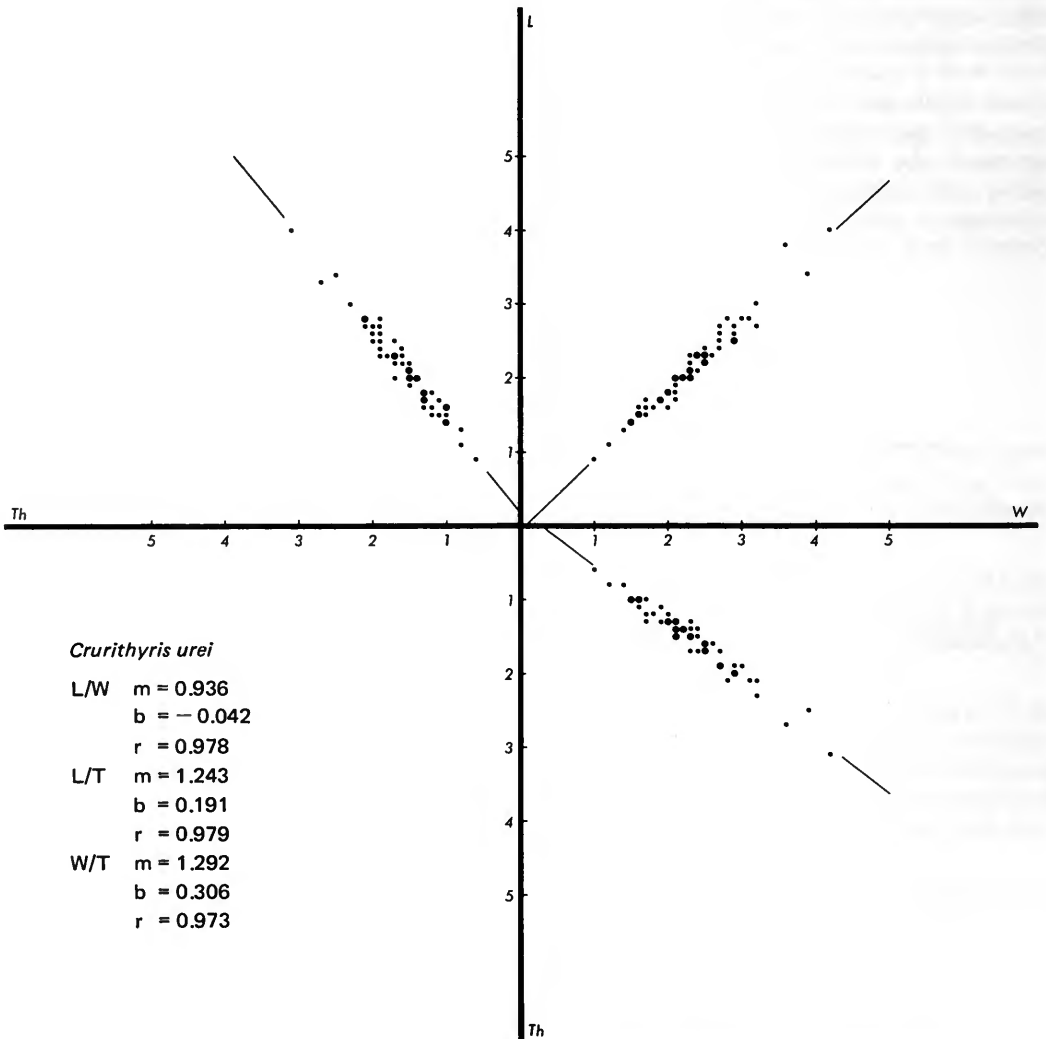 L
5
4
3
2
1
Th
W
5 4 3 2 1 1 2 3 4 5
1
2
3
4
5
Th
Crurithyris urei
L/W m = 0.936
b = − 0.042
r = 0.978
L/T m = 1.243
b = 0.191
r = 0.979
W/T m = 1.292
b = 0.306
r = 0.973